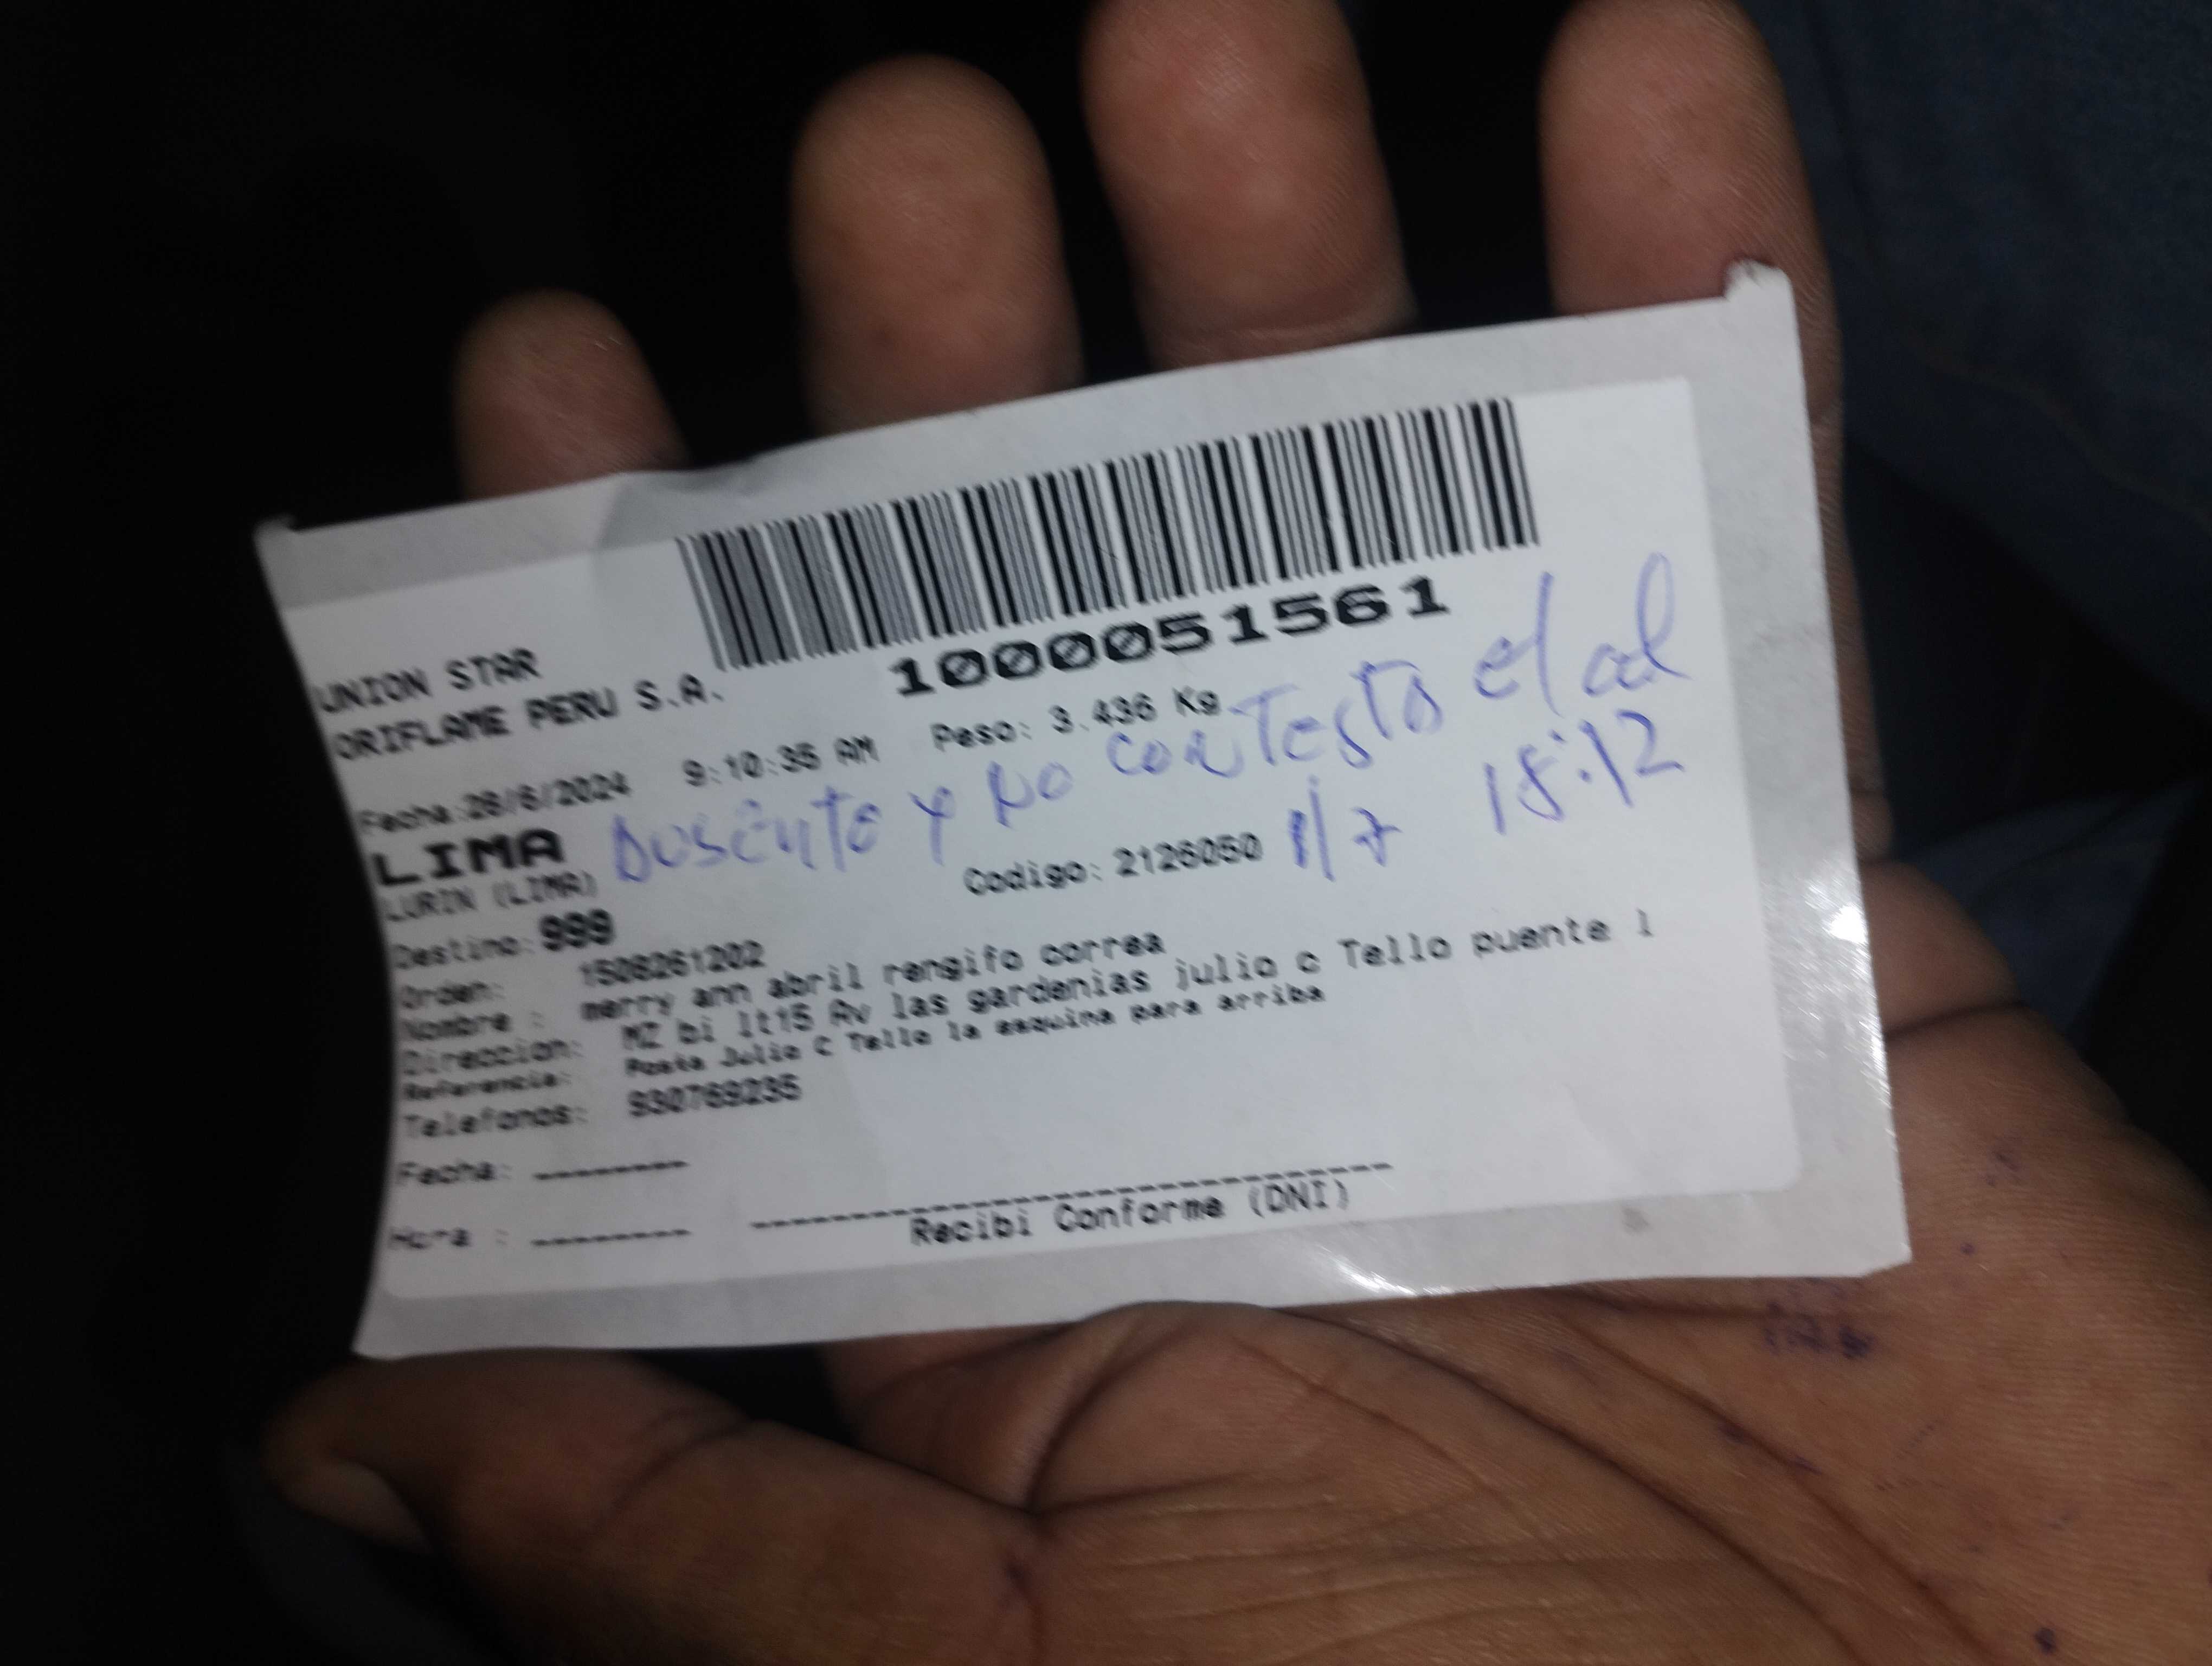 1000051561
UNION STAR
ORIFLAME PERU S.A.
Fecha:28/6/2024 9:10:35 AM Peso: 3.436 Kg
Ausente y no contesto el cel
LIMA
1/7 18:12
LURIN (LIMA)
Codigo: 2126050
Destino: 999
Orden: 1508261202
Nombre : merry ann abril rengifo correa
Direccion: MZ bi lt15 Av las gardenias julio c Tello puente 1
Referencia: Posta Julio C Tello la esquina para arriba
Telefonos: 930769235
Fecha: --------
Hora : --------
Recibi Conforme (DNI)